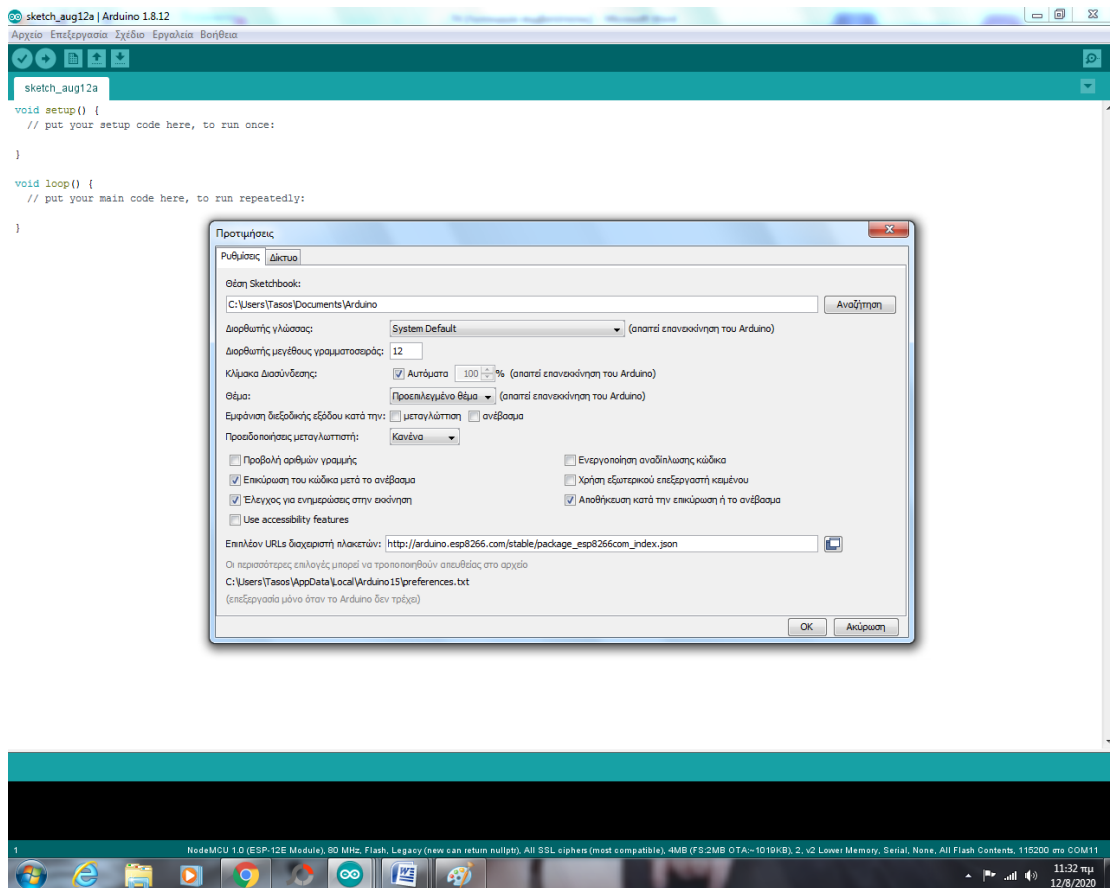 sketch_aug12a | Arduino 1.8.12
Αρχείο Επεξεργασία Σχέδιο Εργαλεία Βοήθεια
sketch_aug12a
void setup() {
// put your setup code here, to run once:
}
void loop() {
// put your main code here, to run repeatedly:
}
Προτιμήσεις
Ρυθμίσεις Δίκτυο
Θέση Sketchbook:
C:\Users\Tasos\Documents\Arduino Αναζήτηση
Διορθωτής γλώσσας: System Default (απαιτεί επανεκκίνηση του Arduino)
Διορθωτής μεγέθους γραμματοσειράς: 12
Κλίμακα Διασύνδεσης: Αυτόματα 100 % (απαιτεί επανεκκίνηση του Arduino)
Θέμα: Προεπιλεγμένο θέμα (απαιτεί επανεκκίνηση του Arduino)
Εμφάνιση διεξοδικής εξόδου κατά την: μεταγλώττιση ανέβασμα
Προειδοποιήσεις μεταγλωττιστή: Κανένα
Προβολή αριθμών γραμμής Ενεργοποίηση αναδίπλωσης κώδικα
Επικύρωση του κώδικα μετά το ανέβασμα Χρήση εξωτερικού επεξεργαστή κειμένου
Έλεγχος για ενημερώσεις στην εκκίνηση Αποθήκευση κατά την επικύρωση ή το ανέβασμα
Use accessibility features
Επιπλέον URLs διαχειριστή πλακετών: http://arduino.esp8266.com/stable/package_esp8266com_index.json
Οι περισσότερες επιλογές μπορεί να τροποποιηθούν απευθείας στο αρχείο
C:\Users\Tasos\AppData\Local\Arduino15\preferences.txt
(επεξεργασία μόνο όταν το Arduino δεν τρέχει)
OK Ακύρωση
1 NodeMCU 1.0 (ESP-12E Module), 80 MHz, Flash, Legacy (new can return nullptr), All SSL ciphers (most compatible), 4MB (FS:2MB OTA:~1019KB), 2, v2 Lower Memory, Serial, None, All Flash Contents, 115200 στο COM11
11:32 πμ
12/8/2020